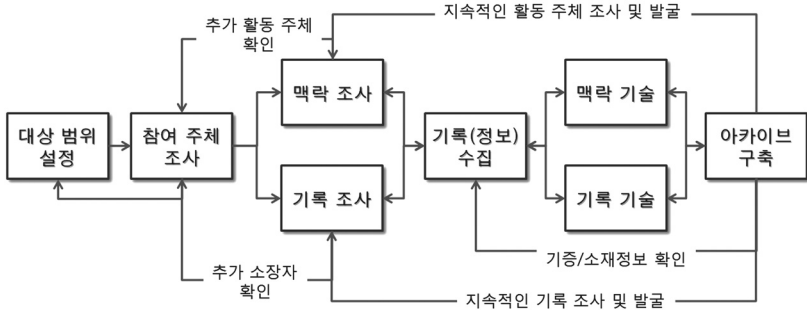 추가 활동 주체
확인
지속적인 활동 주체 조사 및 발굴
맥락 조사
맥락 기술
대상 범위
설정
참여 주체
조사
기록(정보)
수집
아카이브
구축
기록 조사
기록 기술
추가 소장자
확인
기증/소재정보 확인
지속적인 기록 조사 및 발굴